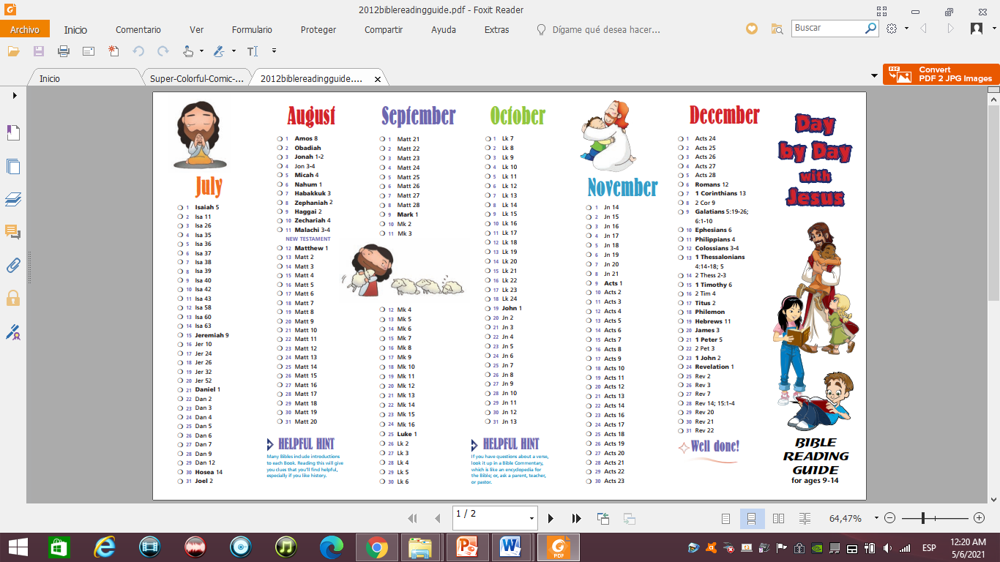 2012biblereadingguide.pdf - Foxit Reader
Archivo
Inicio
Comentario
Ver
Formulario
Proteger
Compartir
Ayuda
Extras
Dígame qué desea hacer...
Buscar
Inicio
Super-Colorful-Comic-...
2012biblereadingguide....
Convert
PDF 2 JPG Images
July
1 Isaiah 5
2 Isa 11
3 Isa 26
4 Isa 35
5 Isa 36
6 Isa 37
7 Isa 38
8 Isa 39
9 Isa 40
10 Isa 42
11 Isa 43
12 Isa 58
13 Isa 60
14 Isa 63
15 Jeremiah 9
16 Jer 10
17 Jer 24
18 Jer 26
19 Jer 32
20 Jer 52
21 Daniel 1
22 Dan 2
23 Dan 3
24 Dan 4
25 Dan 5
26 Dan 6
27 Dan 7
28 Dan 9
29 Dan 12
30 Hosea 14
31 Joel 2
August
1 Amos 8
2 Obadiah
3 Jonah 1-2
4 Jon 3-4
5 Micah 4
6 Nahum 1
7 Habakkuk 3
8 Zephaniah 2
9 Haggai 2
10 Zechariah 4
11 Malachi 3-4
NEW TESTAMENT
12 Matthew 1
13 Matt 2
14 Matt 3
15 Matt 4
16 Matt 5
17 Matt 6
18 Matt 7
19 Matt 8
20 Matt 9
21 Matt 10
22 Matt 11
23 Matt 12
24 Matt 13
25 Matt 14
26 Matt 15
27 Matt 16
28 Matt 17
29 Matt 18
30 Matt 19
31 Matt 20
HELPFUL HINT
Many Bibles include introductions
to each Book. Reading this will give
you clues that you'll find helpful,
especially if you like history.
September
1 Matt 21
2 Matt 22
3 Matt 23
4 Matt 24
5 Matt 25
6 Matt 26
7 Matt 27
8 Matt 28
9 Mark 1
10 Mk 2
11 Mk 3
12 Mk 4
13 Mk 5
14 Mk 6
15 Mk 7
16 Mk 8
17 Mk 9
18 Mk 10
19 Mk 11
20 Mk 12
21 Mk 13
22 Mk 14
23 Mk 15
24 Mk 16
25 Luke 1
26 Lk 2
27 Lk 3
28 Lk 4
29 Lk 5
30 Lk 6
October
1 Lk 7
2 Lk 8
3 Lk 9
4 Lk 10
5 Lk 11
6 Lk 12
7 Lk 13
8 Lk 14
9 Lk 15
10 Lk 16
11 Lk 17
12 Lk 18
13 Lk 19
14 Lk 20
15 Lk 21
16 Lk 22
17 Lk 23
18 Lk 24
19 John 1
20 Jn 2
21 Jn 3
22 Jn 4
23 Jn 5
24 Jn 6
25 Jn 7
26 Jn 8
27 Jn 9
28 Jn 10
29 Jn 11
30 Jn 12
31 Jn 13
HELPFUL HINT
If you have questions about a verse,
look it up in a Bible Commentary,
which is like an encyclopedia for
the Bible; or, ask a parent, teacher,
or pastor.
November
1 Jn 14
2 Jn 15
3 Jn 16
4 Jn 17
5 Jn 18
6 Jn 19
7 Jn 20
8 Jn 21
9 Acts 1
10 Acts 2
11 Acts 3
12 Acts 4
13 Acts 5
14 Acts 6
15 Acts 7
16 Acts 8
17 Acts 9
18 Acts 10
19 Acts 11
20 Acts 12
21 Acts 13
22 Acts 14
23 Acts 16
24 Acts 17
25 Acts 18
26 Acts 19
27 Acts 20
28 Acts 21
29 Acts 22
30 Acts 23
December
1 Acts 24
2 Acts 25
3 Acts 26
4 Acts 27
5 Acts 28
6 Romans 12
7 1 Corinthians 13
8 2 Cor 9
9 Galatians 5:19-26;
6:1-10
10 Ephesians 6
11 Philippians 4
12 Colossians 3-4
13 1 Thessalonians
4:14-18; 5
14 2 Thess 2-3
15 1 Timothy 6
16 2 Tim 4
17 Titus 2
18 Philemon
19 Hebrews 11
20 James 3
21 1 Peter 5
22 2 Pet 3
23 1 John 2
24 Revelation 1
25 Rev 2
26 Rev 3
27 Rev 7
28 Rev 14; 15:1-4
29 Rev 20
30 Rev 21
31 Rev 22
Well done!
Day
by Day
with
Jesus
BIBLE
READING
GUIDE
for ages 9-14
1 / 2
64,47%
ESP
12:20 AM
5/6/2021